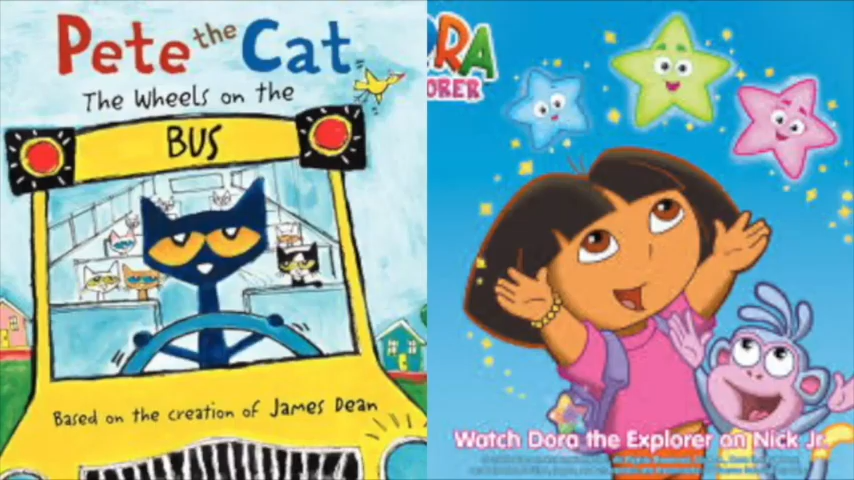 Pete the Cat
The Wheels on the
BUS
Based on the creation of James Dean
RA
ORER
Watch Dora the Explorer on Nick Jr.